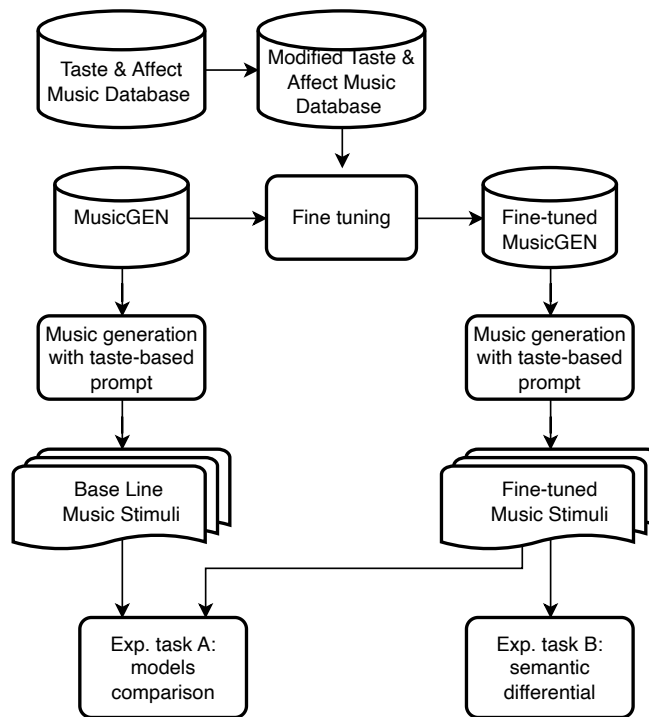 Taste & Affect
Music Database
Modified Taste &
Affect Music
Database
MusicGEN
Fine tuning
Fine-tuned
MusicGEN
Music generation
with taste-based
prompt
Music generation
with taste-based
prompt
Base Line
Music Stimuli
Fine-tuned
Music Stimuli
Exp. task A:
models
comparison
Exp. task B:
semantic
differential